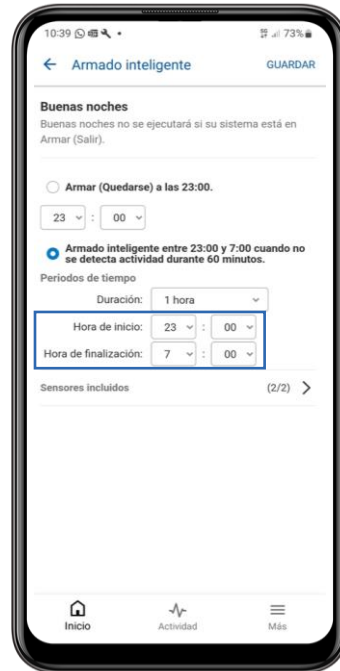 10:39
73%
← Armado inteligente GUARDAR
Buenas noches
Buenas noches no se ejecutará si su sistema está en
Armar (Salir).
Armar (Quedarse) a las 23:00.
23 : 00
Armado inteligente entre 23:00 y 7:00 cuando no
se detecta actividad durante 60 minutos.
Periodos de tiempo
Duración: 1 hora
Hora de inicio: 23 : 00
Hora de finalización: 7 : 00
Sensores incluidos (2/2)
Inicio Actividad Más